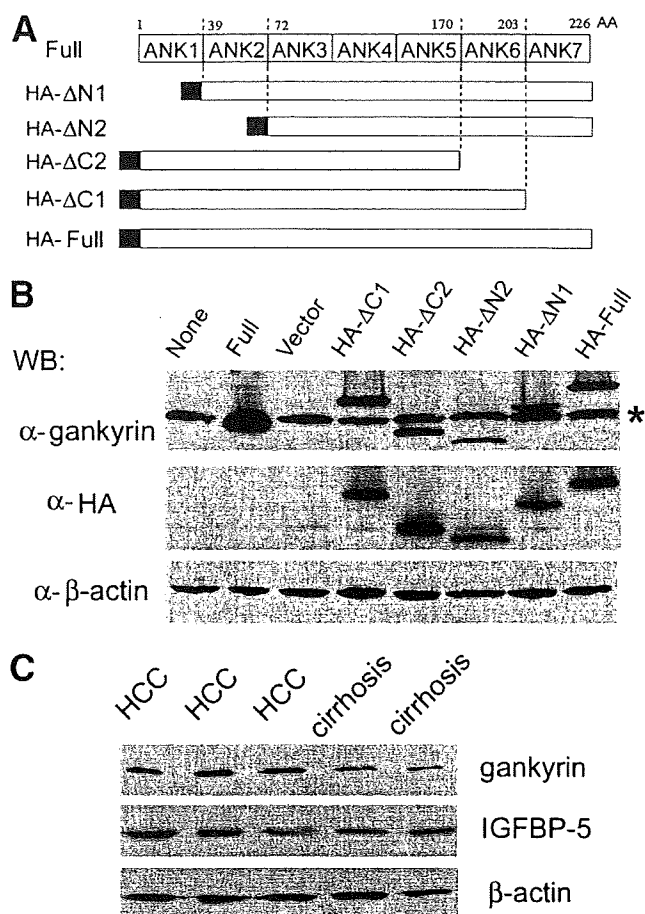 A
1 39 72 170 203 226 AA
Full ANK1 ANK2 ANK3 ANK4 ANK5 ANK6 ANK7
HA-ΔN1
HA-ΔN2
HA-ΔC2
HA-ΔC1
HA-Full
B
None Full Vector HA-ΔC1 HA-ΔC2 HA-ΔN2 HA-ΔN1 HA-Full
WB:
α-gankyrin *
α-HA
α-β-actin
C
HCC HCC HCC cirrhosis cirrhosis
gankyrin
IGFBP-5
β-actin